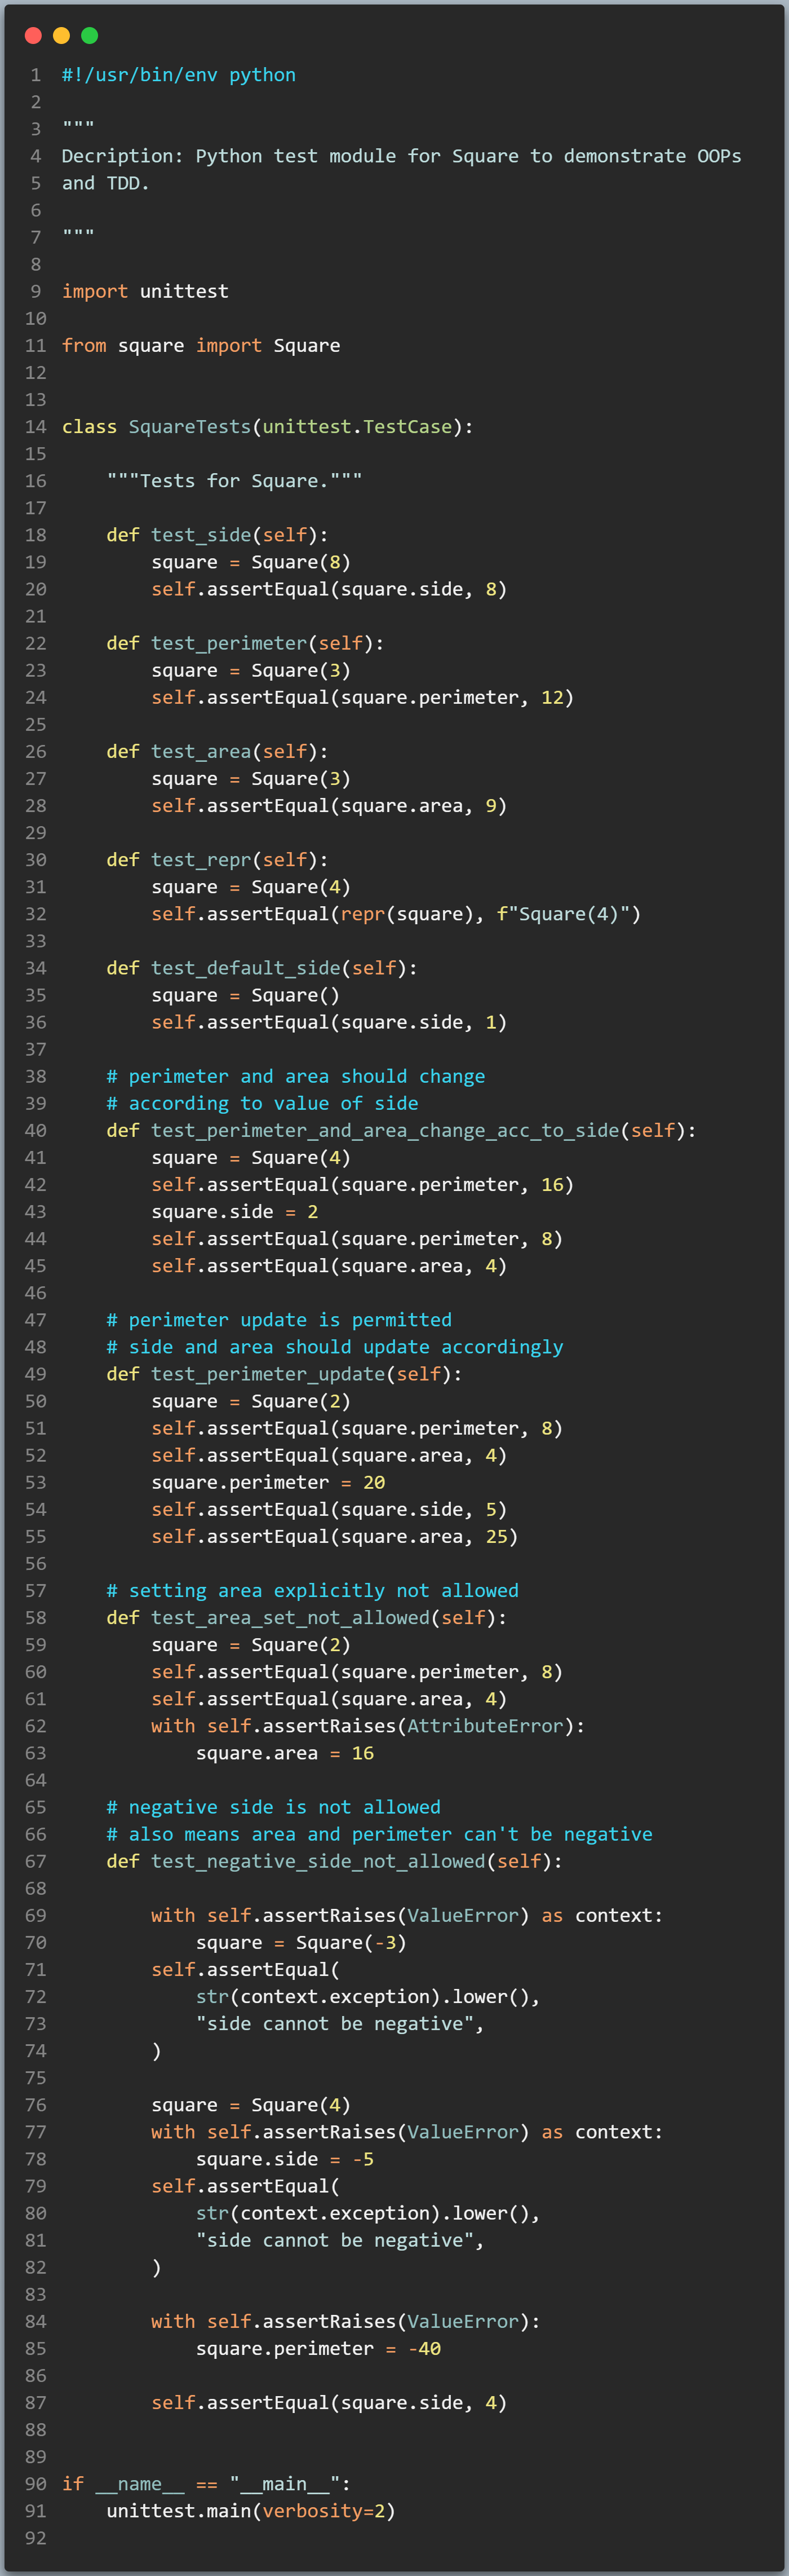 1 #!/usr/bin/env python
2
3 """
4 Decription: Python test module for Square to demonstrate OOPs
5 and TDD.
6
7 """
8
9 import unittest
10
11 from square import Square
12
13
14 class SquareTests(unittest.TestCase):
15
16     """Tests for Square."""
17
18     def test_side(self):
19         square = Square(8)
20         self.assertEqual(square.side, 8)
21
22     def test_perimeter(self):
23         square = Square(3)
24         self.assertEqual(square.perimeter, 12)
25
26     def test_area(self):
27         square = Square(3)
28         self.assertEqual(square.area, 9)
29
30     def test_repr(self):
31         square = Square(4)
32         self.assertEqual(repr(square), f"Square(4)")
33
34     def test_default_side(self):
35         square = Square()
36         self.assertEqual(square.side, 1)
37
38     # perimeter and area should change
39     # according to value of side
40     def test_perimeter_and_area_change_acc_to_side(self):
41         square = Square(4)
42         self.assertEqual(square.perimeter, 16)
43         square.side = 2
44         self.assertEqual(square.perimeter, 8)
45         self.assertEqual(square.area, 4)
46
47     # perimeter update is permitted
48     # side and area should update accordingly
49     def test_perimeter_update(self):
50         square = Square(2)
51         self.assertEqual(square.perimeter, 8)
52         self.assertEqual(square.area, 4)
53         square.perimeter = 20
54         self.assertEqual(square.side, 5)
55         self.assertEqual(square.area, 25)
56
57     # setting area explicitly not allowed
58     def test_area_set_not_allowed(self):
59         square = Square(2)
60         self.assertEqual(square.perimeter, 8)
61         self.assertEqual(square.area, 4)
62         with self.assertRaises(AttributeError):
63             square.area = 16
64
65     # negative side is not allowed
66     # also means area and perimeter can't be negative
67     def test_negative_side_not_allowed(self):
68
69         with self.assertRaises(ValueError) as context:
70             square = Square(-3)
71         self.assertEqual(
72             str(context.exception).lower(),
73             "side cannot be negative",
74         )
75
76         square = Square(4)
77         with self.assertRaises(ValueError) as context:
78             square.side = -5
79         self.assertEqual(
80             str(context.exception).lower(),
81             "side cannot be negative",
82         )
83
84         with self.assertRaises(ValueError):
85             square.perimeter = -40
86
87         self.assertEqual(square.side, 4)
88
89
90 if __name__ == "__main__":
91     unittest.main(verbosity=2)
92